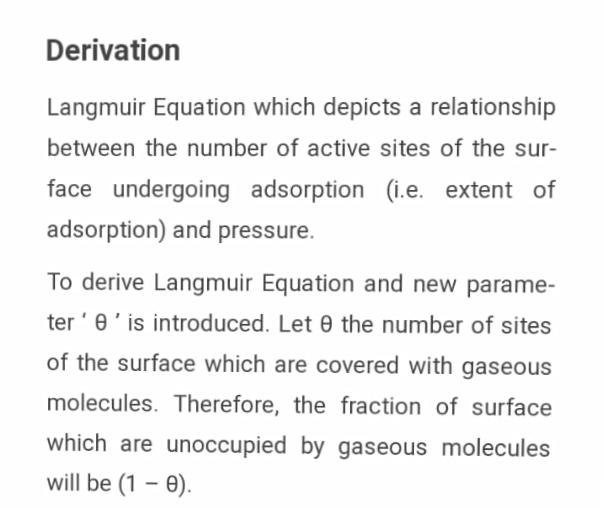 Derivation
Langmuir Equation which depicts a relationship
between the number of active sites of the sur-
face undergoing adsorption (i.e. extent of
adsorption) and pressure.
To derive Langmuir Equation and new parame-
ter ‘ θ ’ is introduced. Let θ the number of sites
of the surface which are covered with gaseous
molecules. Therefore, the fraction of surface
which are unoccupied by gaseous molecules
will be (1 – θ).